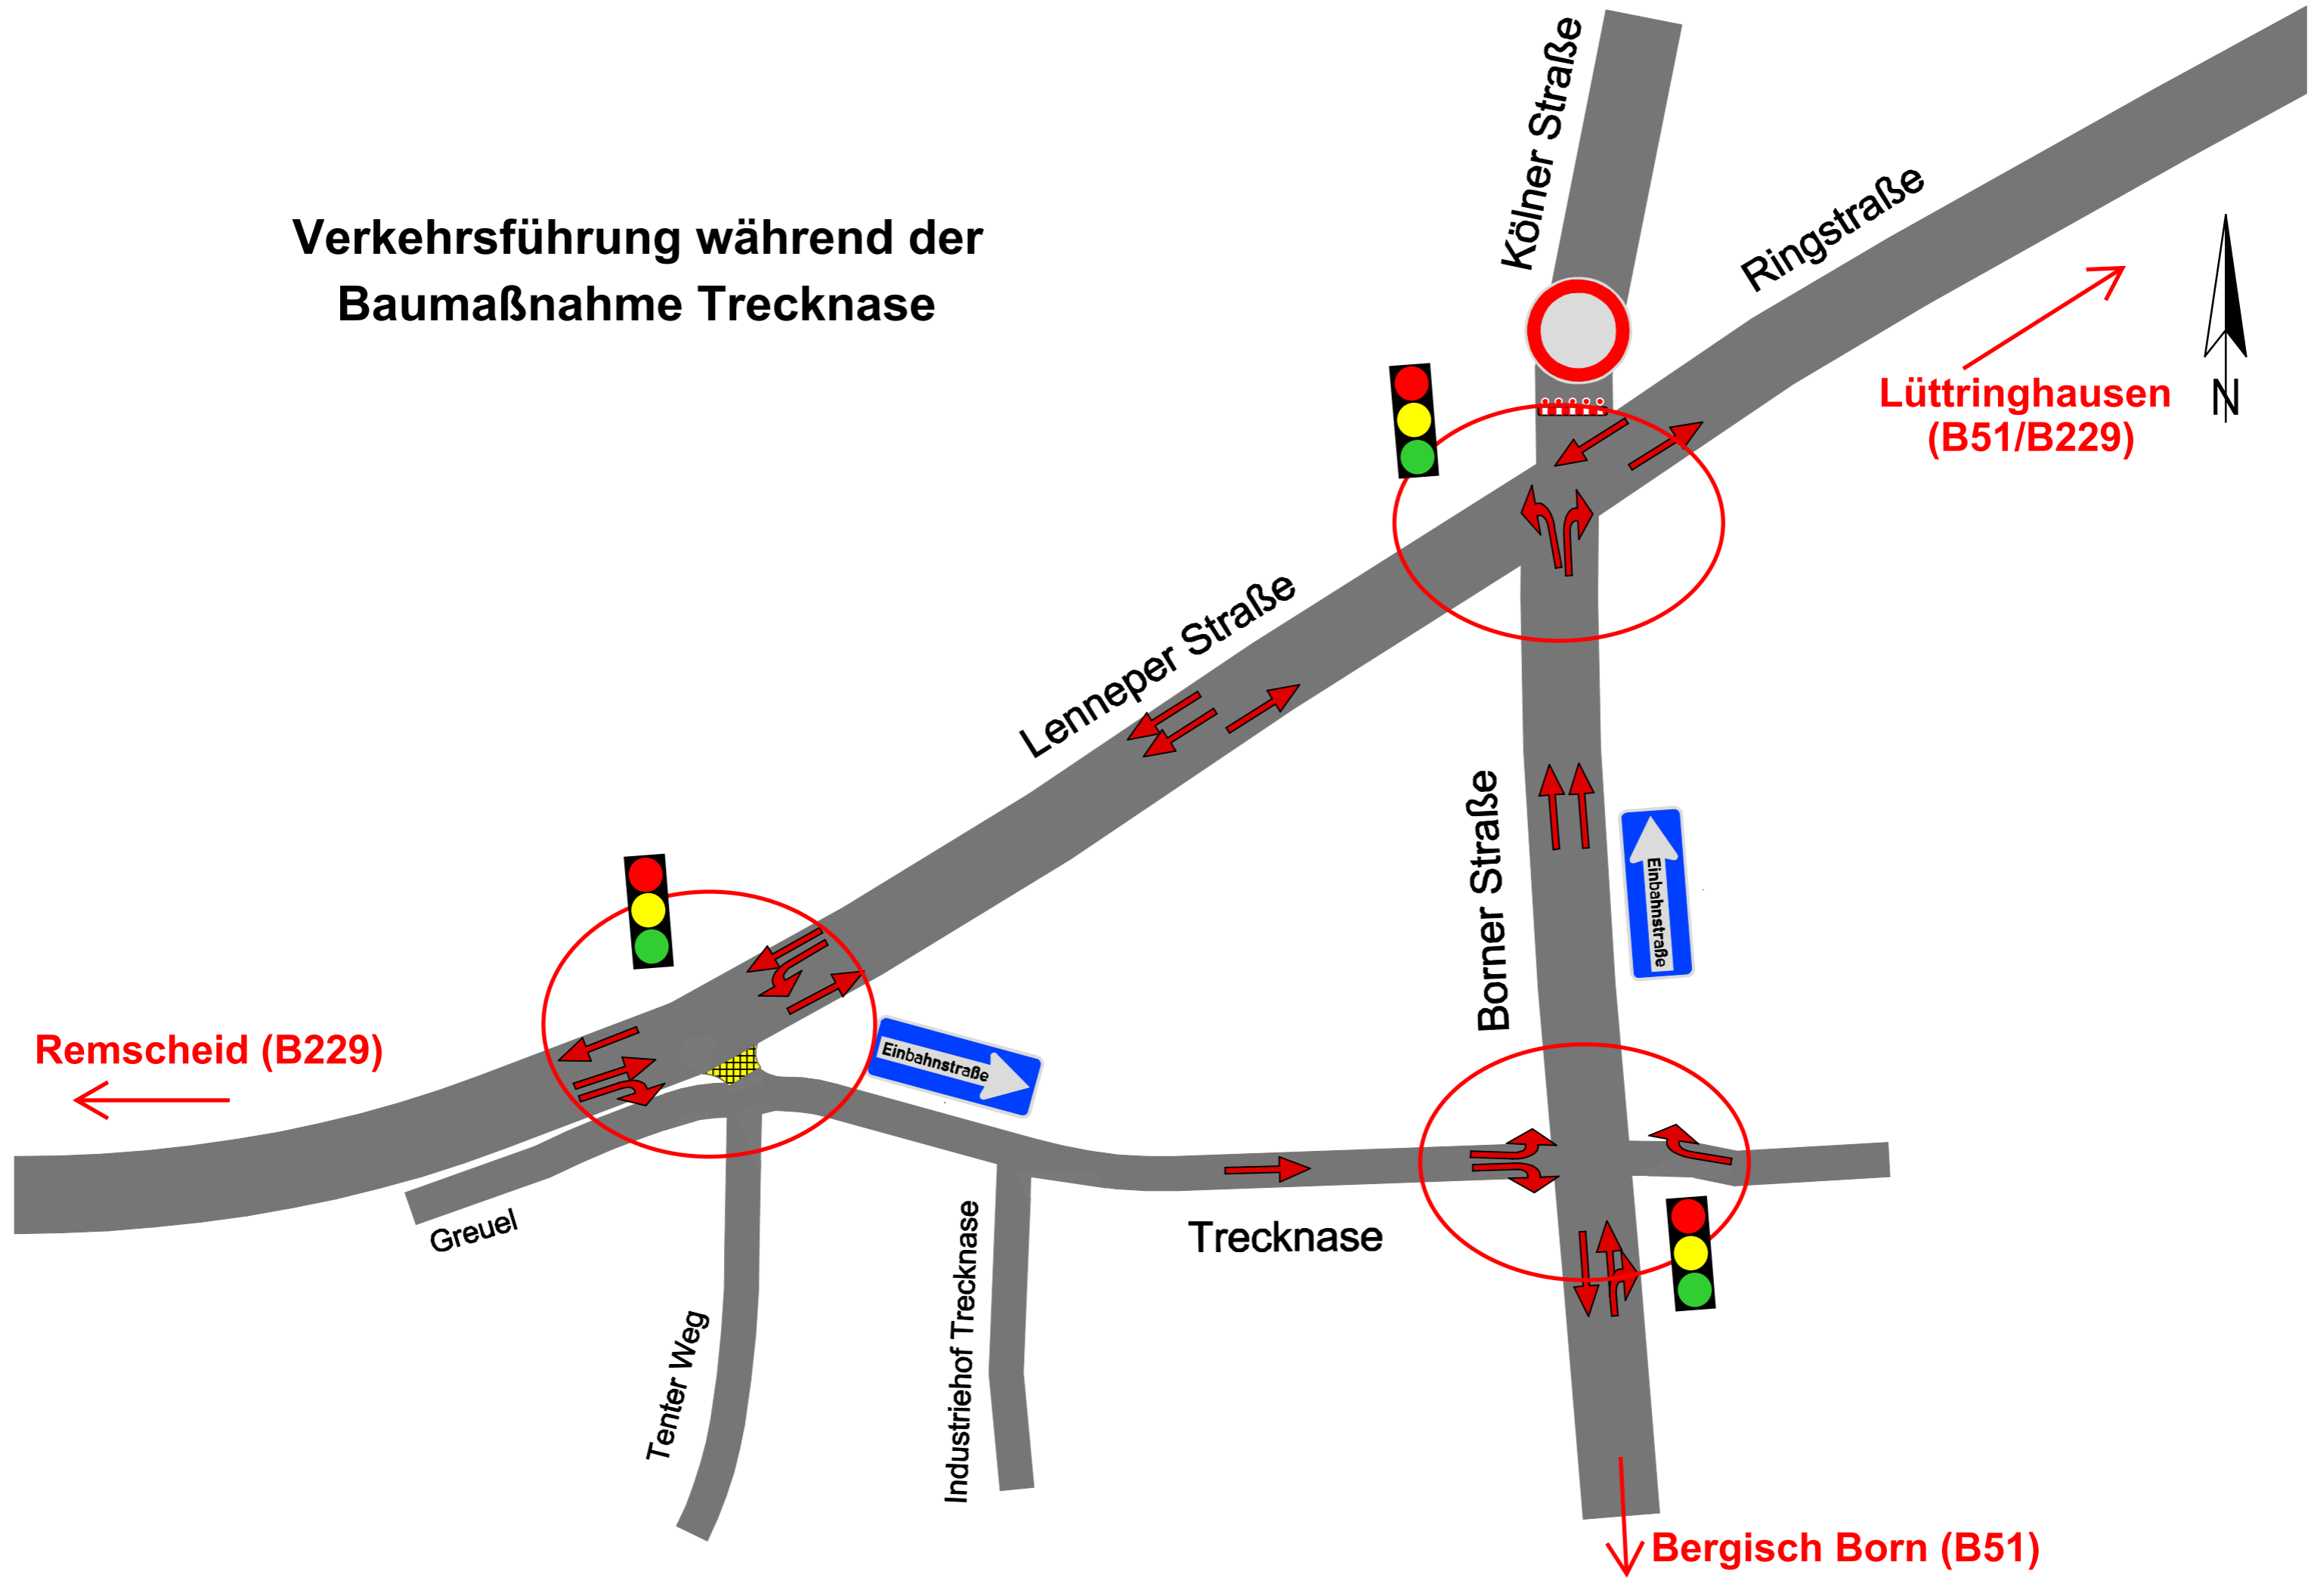 Verkehrsführung während der
Baumaßnahme Trecknase
Kölner Straße
Ringstraße
Lüttringhausen
(B51/B229)
N
Lenneper Straße
Borner Straße
Einbahnstraße
Remscheid (B229)
Einbahnstraße
Greuel
Trecknase
Tenter Weg
Industriehof Trecknase
Bergisch Born (B51)